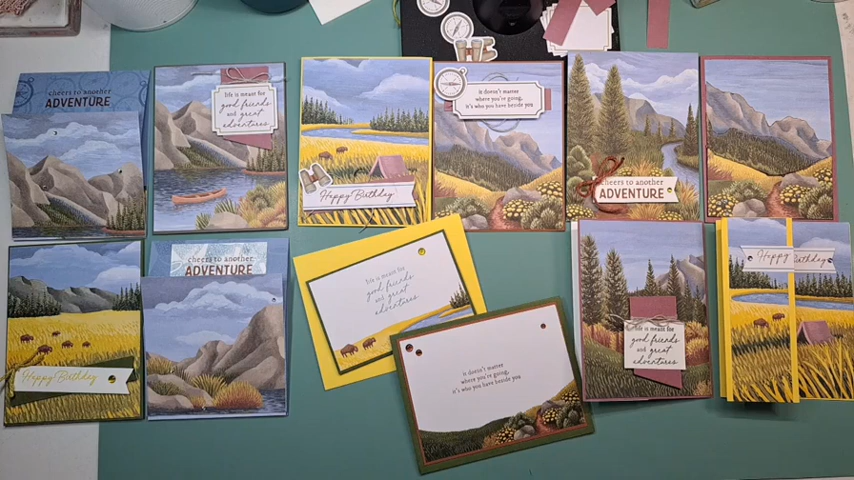 cheers to another
ADVENTURE
life is meant for
good friends
and great
adventures
Happy Birthday
it doesn't matter
where you're going,
it's who you have beside you
cheers to another
ADVENTURE
Happy Birthday
cheers to another
ADVENTURE
life is meant for
good friends
and great
adventures
it doesn't matter
where you're going,
it's who you have beside you
life is meant for
good friends
and great
adventures
Happy Birthday